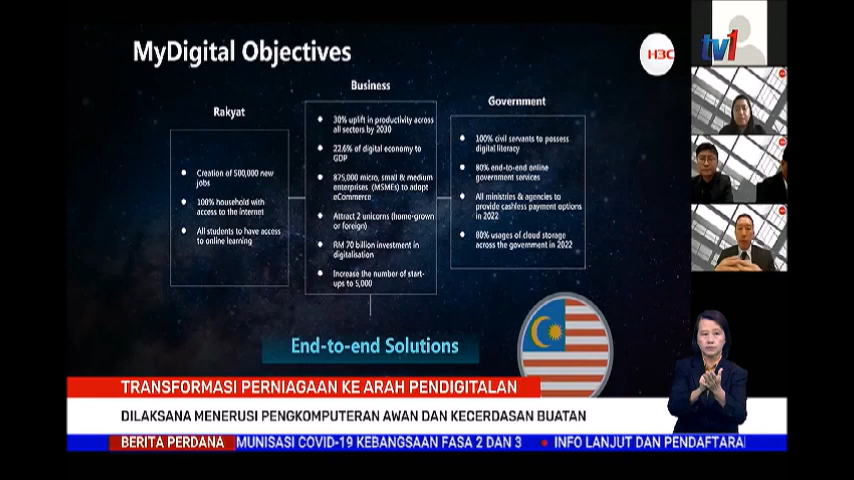 MyDigital Objectives
H3C
tv1
Rakyat
Creation of 500,000 new
jobs
100% household with
access to the internet
All students to have access
to online learning
Business
30% uplift in productivity across
all sectors by 2030
22.6% of digital economy to
GDP
875,000 micro, small & medium
enterprises (MSMEs) to adopt
eCommerce
Attract 2 unicorns (home-grown
or foreign)
RM 70 billion investment in
digitalisation
Increase the number of start-
ups to 5,000
Government
100% civil servants to possess
digital literacy
80% end-to-end online
government services
All ministries & agencies to
provide cashless payment options
in 2022
80% usages of cloud storage
across the government in 2022
End-to-end Solutions
TRANSFORMASI PERNIAGAAN KE ARAH PENDIGITALAN
DILAKSANA MENERUSI PENGKOMPUTERAN AWAN DAN KECERDASAN BUATAN
BERITA PERDANA MUNISASI COVID-19 KEBANGSAAN FASA 2 DAN 3 • INFO LANJUT DAN PENDAFTARA